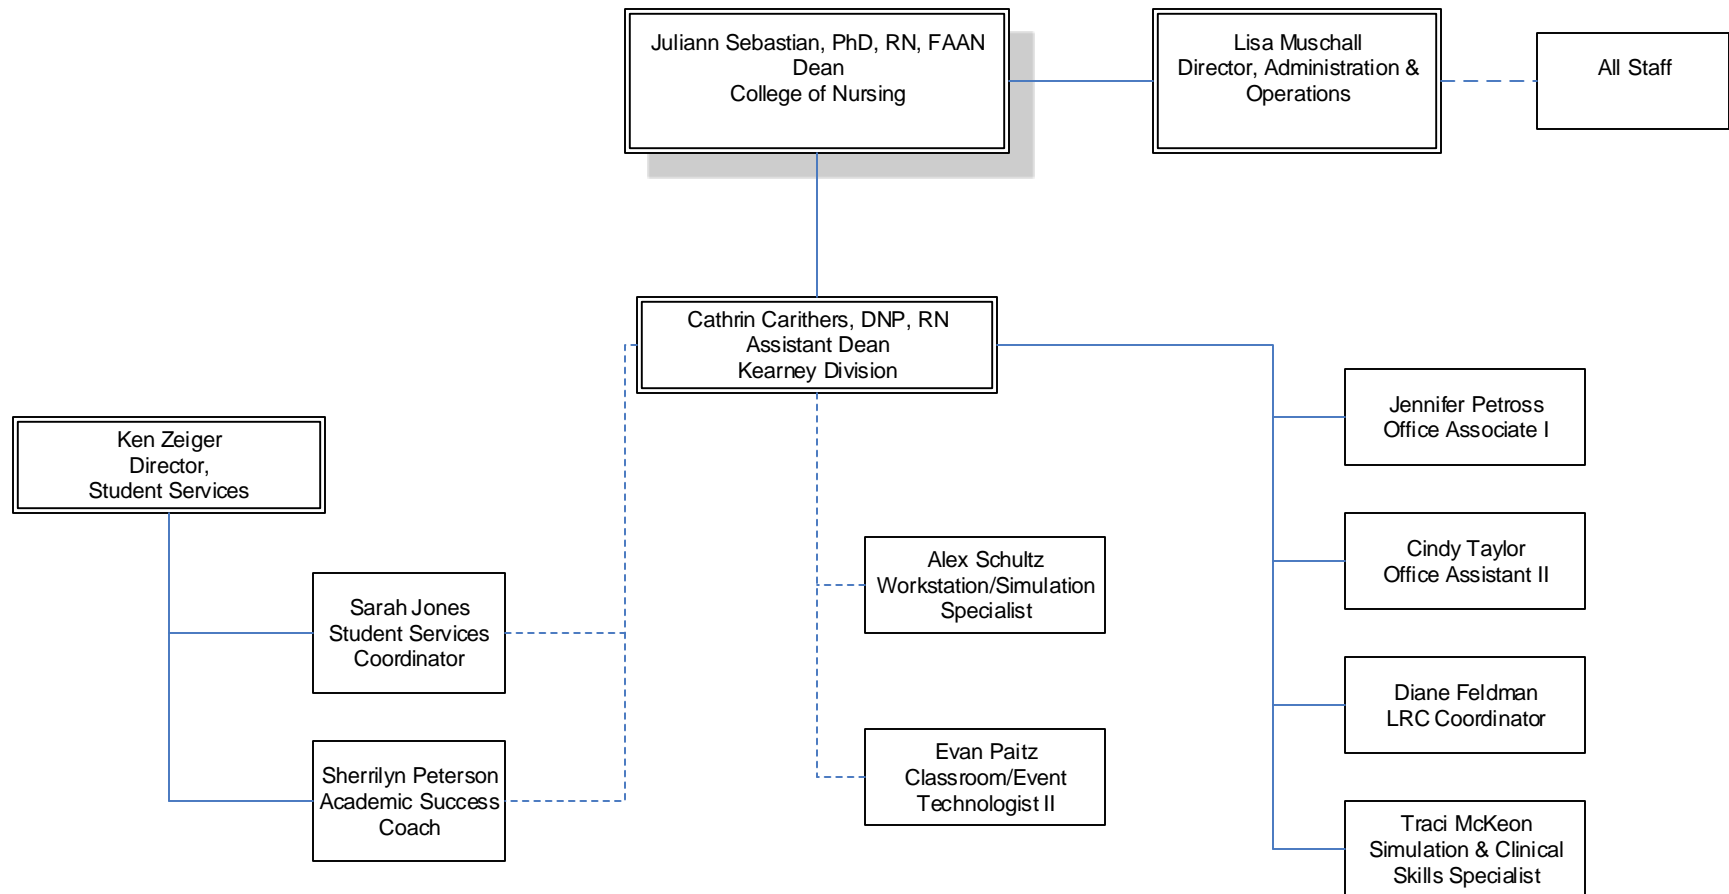 Juliann Sebastian, PhD, RN, FAAN
Dean
College of Nursing
Lisa Muschall
Director, Administration &
Operations
All Staff
Cathrin Carithers, DNP, RN
Assistant Dean
Kearney Division
Ken Zeiger
Director,
Student Services
Sarah Jones
Student Services
Coordinator
Sherrilyn Peterson
Academic Success
Coach
Alex Schultz
Workstation/Simulation
Specialist
Evan Paitz
Classroom/Event
Technologist II
Jennifer Petross
Office Associate I
Cindy Taylor
Office Assistant II
Diane Feldman
LRC Coordinator
Traci McKeon
Simulation & Clinical
Skills Specialist